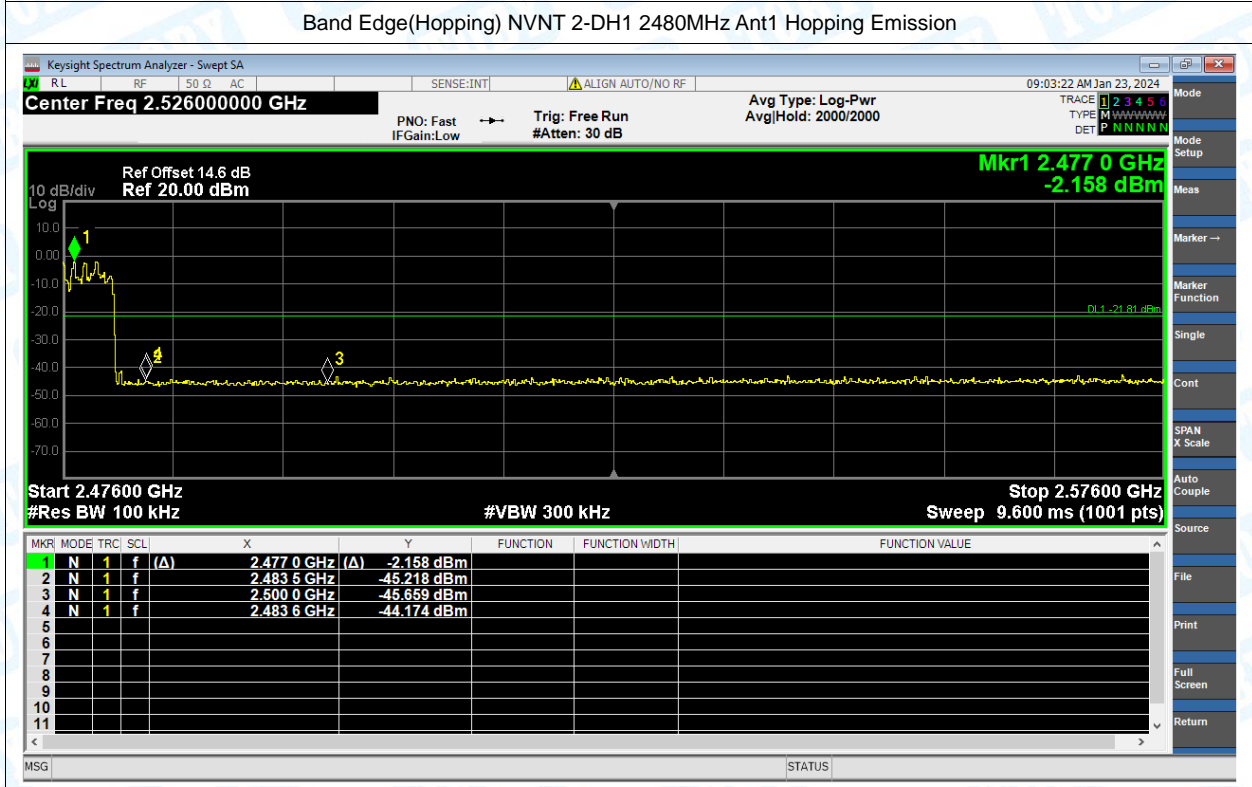 Band Edge(Hopping) NVNT 2-DH1 2480MHz Ant1 Hopping Emission
Keysight Spectrum Analyzer - Swept SA
LXI RL RF 50 Ω AC SENSE:INT ALIGN AUTO/NO RF 09:03:22 AM Jan 23, 2024
Center Freq 2.526000000 GHz
PNO: Fast
IFGain:Low
Trig: Free Run
#Atten: 30 dB
Avg Type: Log-Pwr
Avg|Hold: 2000/2000
TRACE 1 2 3 4 5 6
TYPE M WWWWW
DET P N N N N N
Ref Offset 14.6 dB
10 dB/div Ref 20.00 dBm
Log
Mkr1 2.477 0 GHz
-2.158 dBm
10.0
0.00
-10.0
-20.0
-30.0
-40.0
-50.0
-60.0
-70.0
1
2
4
3
DL1 -21.81 dBm
Start 2.47600 GHz Stop 2.57600 GHz
#Res BW 100 kHz #VBW 300 kHz Sweep 9.600 ms (1001 pts)
MKR MODE TRC SCL X Y FUNCTION FUNCTION WIDTH FUNCTION VALUE
1 N 1 f (Δ) 2.477 0 GHz (Δ) -2.158 dBm
2 N 1 f 2.483 5 GHz -45.218 dBm
3 N 1 f 2.500 0 GHz -45.659 dBm
4 N 1 f 2.483 6 GHz -44.174 dBm
5
6
7
8
9
10
11
MSG STATUS
Mode
Mode
Setup
Meas
Marker →
Marker
Function
Single
Cont
SPAN
X Scale
Auto
Couple
Source
File
Print
Full
Screen
Return